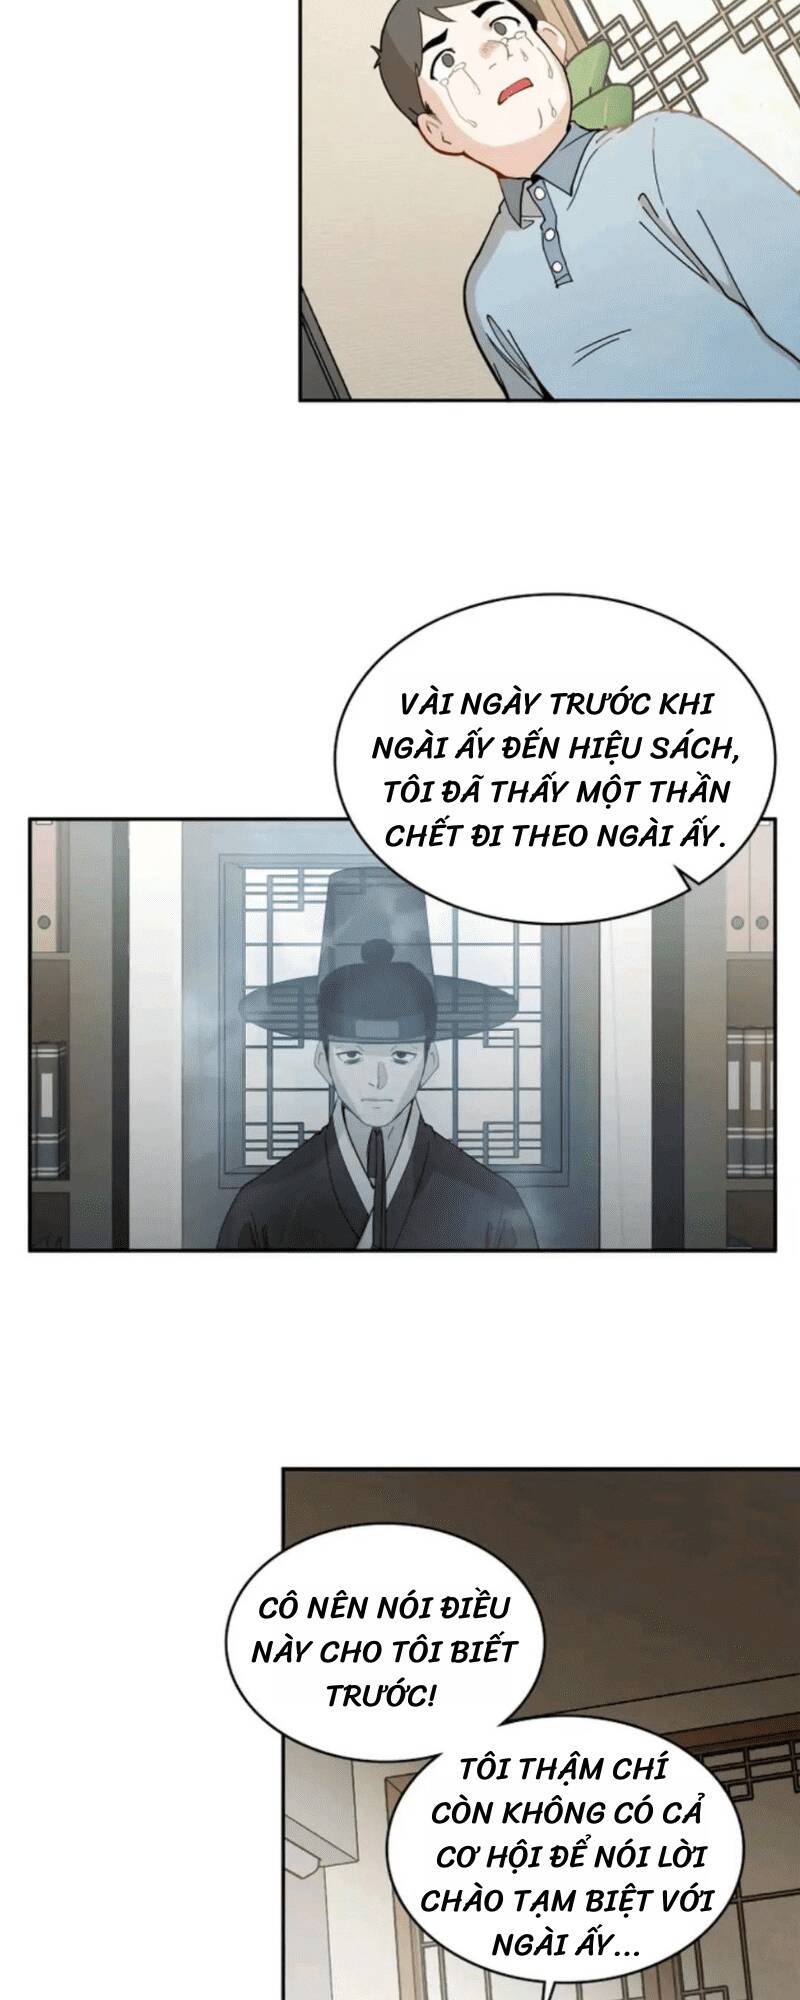 VÀI NGÀY TRƯỚC KHI
NGÀI ẤY ĐẾN HIỆU SÁCH,
TÔI ĐÃ THẤY MỘT THẦN
CHẾT ĐI THEO NGÀI ẤY.
CÔ NÊN NÓI ĐIỀU
NÀY CHO TÔI BIẾT
TRƯỚC!
TÔI THẬM CHÍ
CÒN KHÔNG CÓ CẢ
CƠ HỘI ĐỂ NÓI LỜI
CHÀO TẠM BIỆT VỚI
NGÀI ẤY...